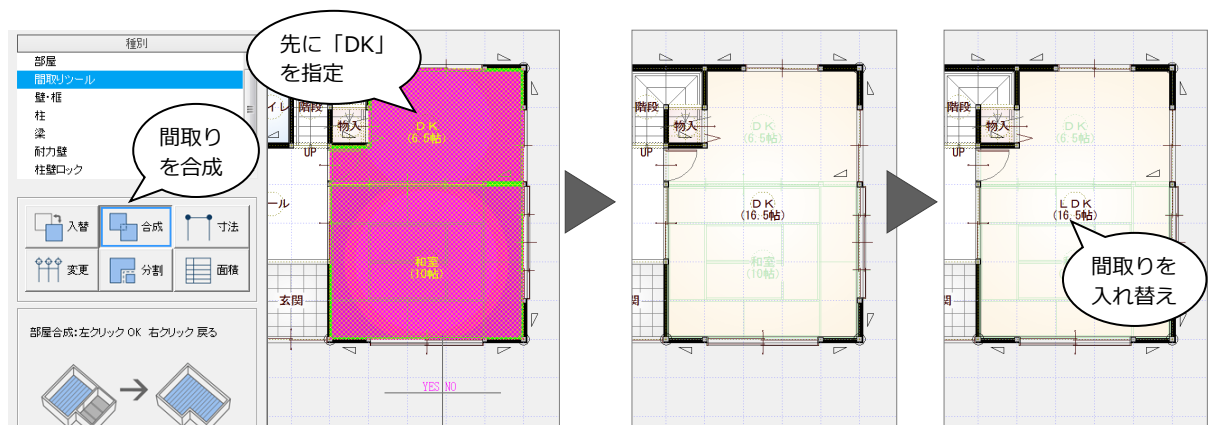 種別
部屋
間取りツール
壁・框
柱
梁
耐力壁
柱壁ロック
間取り
を合成
入替
合成
寸法
変更
分割
面積
部屋合成:左クリック OK 右クリック 戻る
先に「DK」
を指定
イレ
階段
物入
UP
DK
(6.5帖)
ール
和室
(10帖)
玄関
YES NO
階段
物入
UP
DK
(6.5帖)
DK
(16.5帖)
和室
(10帖)
関
階段
物入
UP
DK
(6.5帖)
LDK
(16.5帖)
間取りを
入れ替え
関